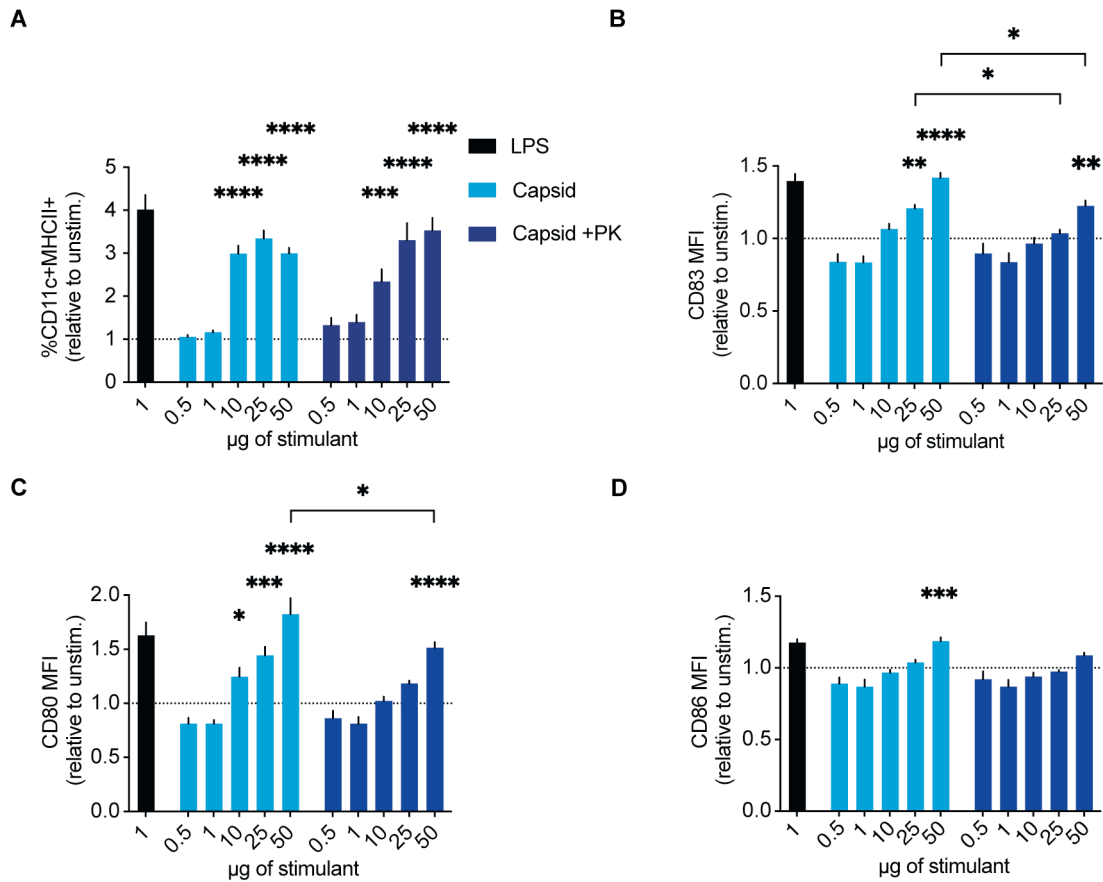 A
B
*
*
**** ****
**** ****
**** ***
LPS
Capsid
Capsid +PK
****
** **
5
4
3
2
1
0
%CD11c+MHCII+
(relative to unstim.)
1 0.5 1 10 25 50 0.5 1 10 25 50
µg of stimulant
1.5
1.0
0.5
0.0
CD83 MFI
(relative to unstim.)
1 0.5 1 10 25 50 0.5 1 10 25 50
µg of stimulant
C
D
*
****
*** ****
*
2.0
1.5
1.0
0.5
0.0
CD80 MFI
(relative to unstim.)
1 0.5 1 10 25 50 0.5 1 10 25 50
µg of stimulant
***
1.5
1.0
0.5
0.0
CD86 MFI
(relative to unstim.)
1 0.5 1 10 25 50 0.5 1 10 25 50
µg of stimulant